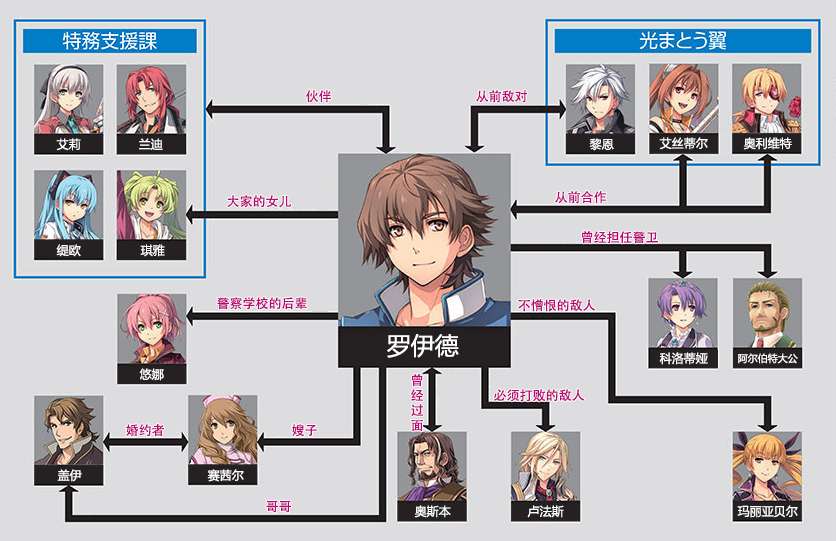 特務支援課
光まとう翼
艾莉
兰迪
伙伴
从前敌对
黎恩
艾丝蒂尔
奥利维特
缇欧
琪雅
大家的女儿
从前合作
曾经担任警卫
警察学校的后辈
不憎恨的敌人
悠娜
罗伊德
科洛蒂娅
阿尔伯特大公
曾经过面
必须打败的敌人
婚约者
嫂子
盖伊
赛茜尔
哥哥
奥斯本
卢法斯
玛丽亚贝尔